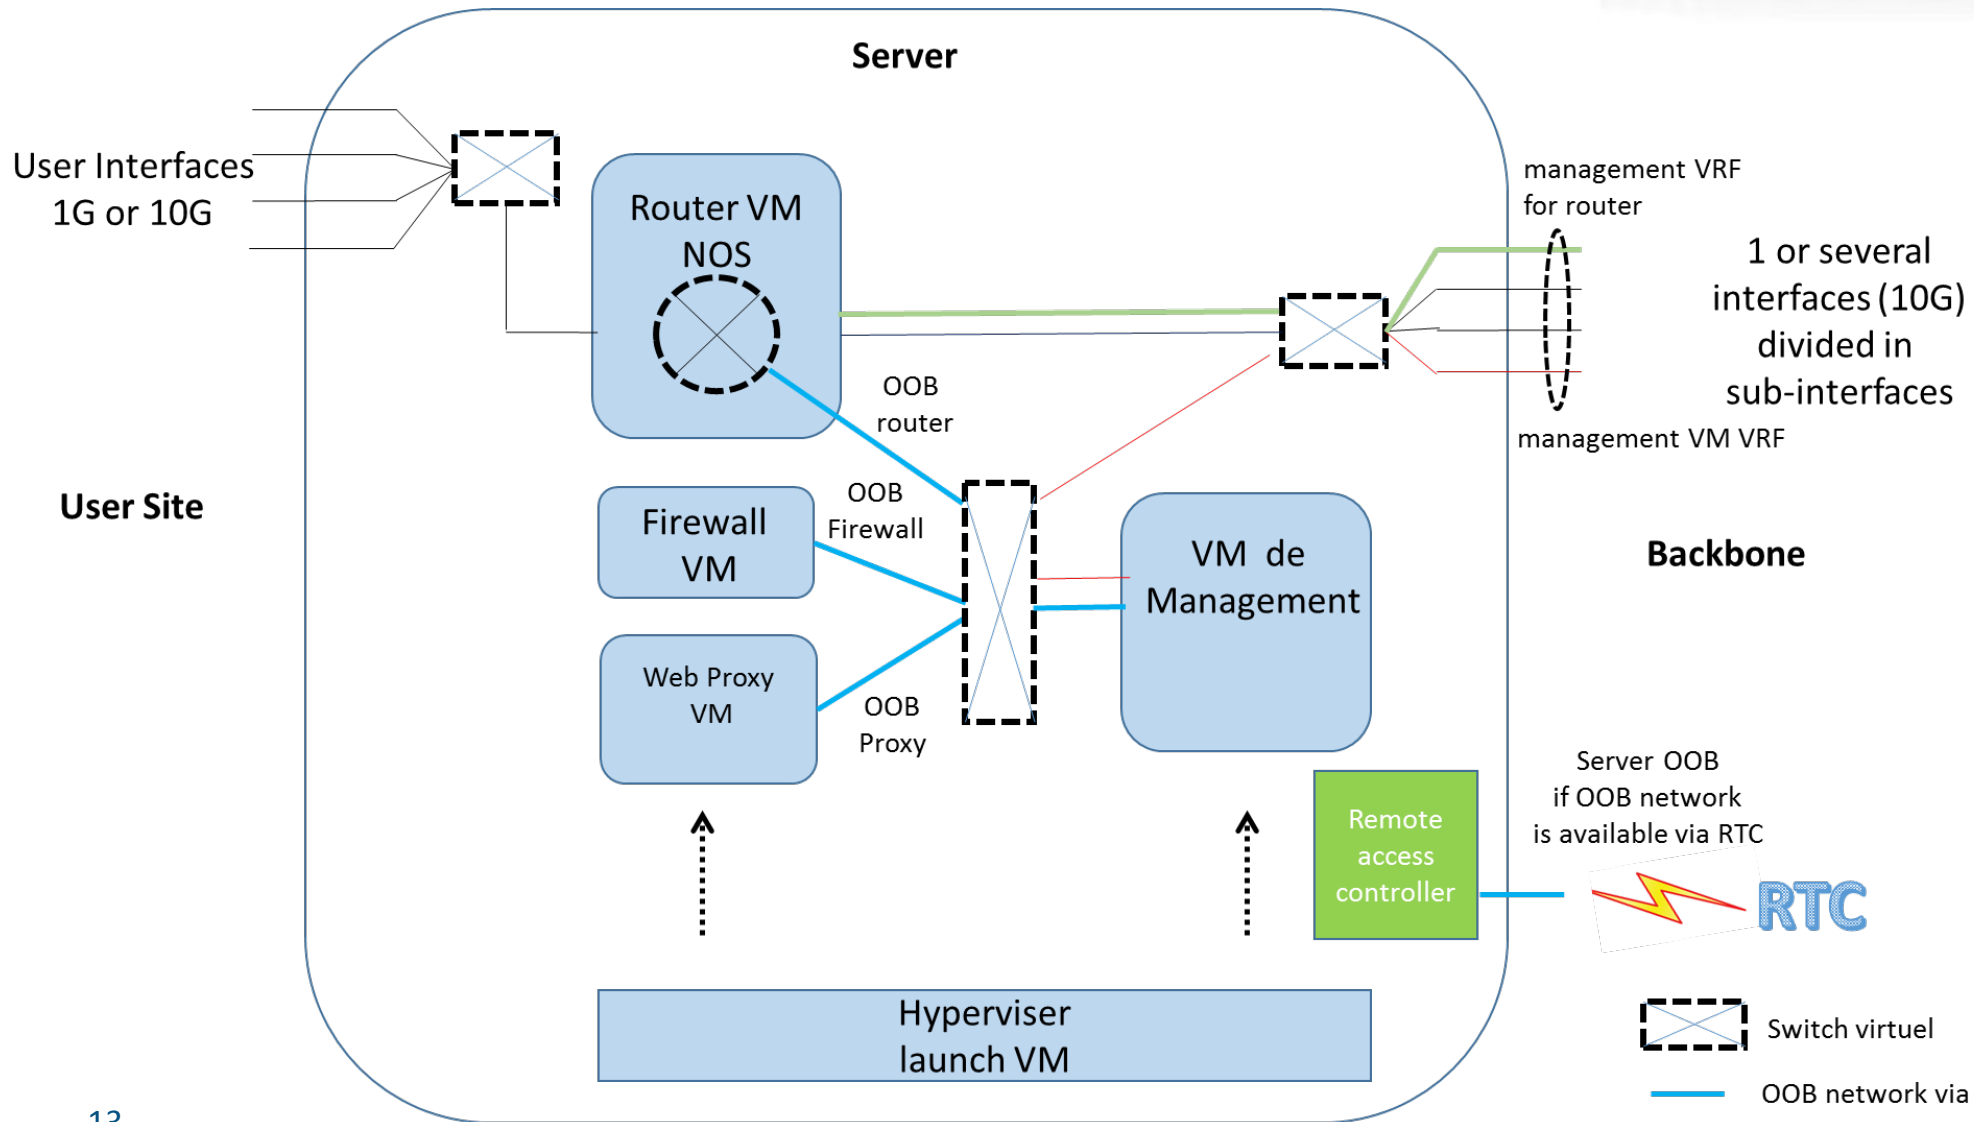 Server
User Interfaces
1G or 10G
Router VM
NOS
management VRF
for router
1 or several
interfaces (10G)
divided in
sub-interfaces
management VM VRF
OOB
router
User Site
OOB
Firewall
Firewall
VM
VM de
Management
Backbone
Web Proxy
VM
OOB
Proxy
Server OOB
if OOB network
is available via RTC
Remote
access
controller
RTC
Hyperviser
launch VM
Switch virtuel
OOB network via
13